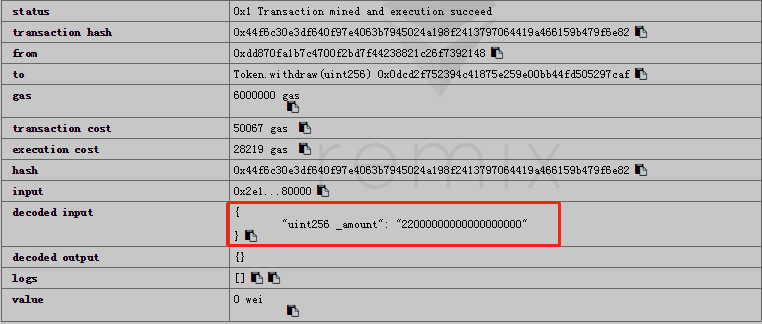 status 0x1 Transaction mined and execution succeed
transaction hash 0x44f6c30e3df640f97e4063b7945024a198f2413797064419a466159b479f6e82
from 0xdd870fa1b7c4700f2bd7f44238821c26f7392148
to Token.withdraw(uint256) 0x0dcd2f752394c41875e259e00bb44fd505297caf
gas 6000000 gas
transaction cost 50067 gas
execution cost 28219 gas
hash 0x44f6c30e3df640f97e4063b7945024a198f2413797064419a466159b479f6e82
input 0x2e1...80000
decoded input {
"uint256 _amount": "22000000000000000000"
}
decoded output {}
logs []
value 0 wei
remix